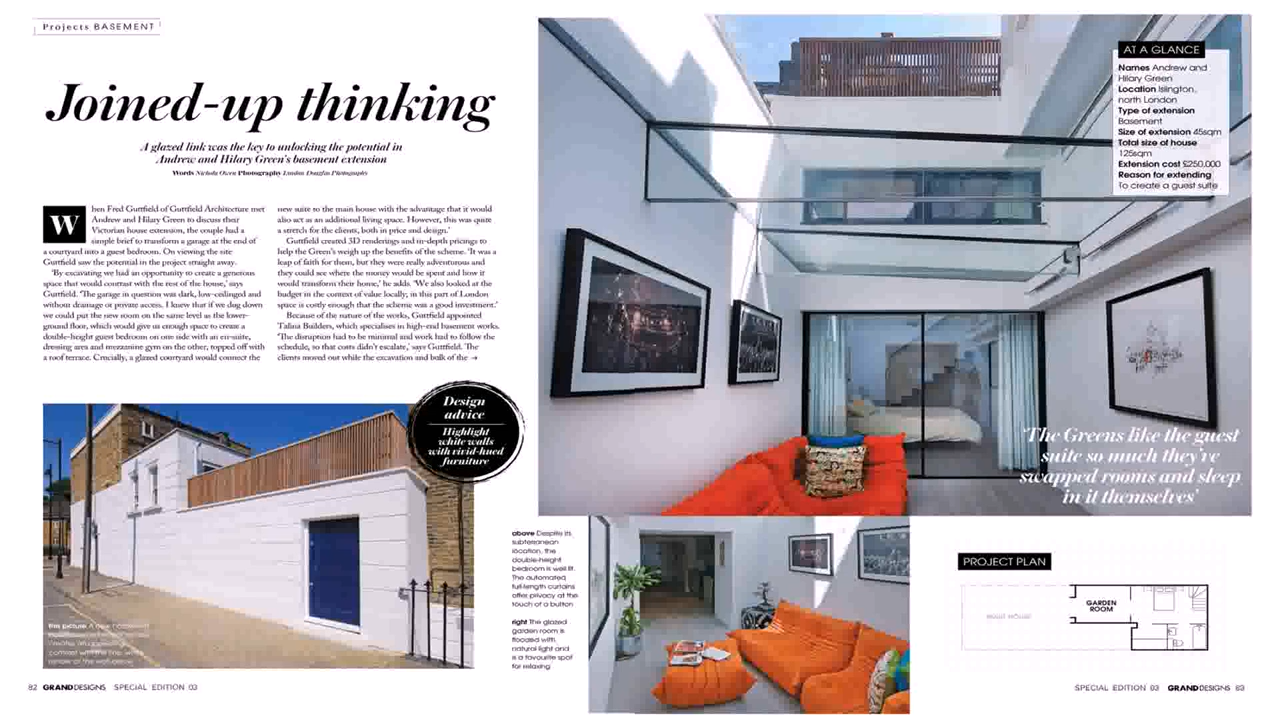 Projects BASEMENT
Joined-up thinking
A glazed link was the key to unlocking the potential in
Andrew and Hilary Green's basement extension
Words Nichola Owen Photography London Douglas Photography
When Fred Guttfield of Guttfield Architecture met
Andrew and Hilary Green to discuss their
Victorian house extension, the couple had a
simple brief to transform a garage at the end of
a courtyard into a guest bedroom. On viewing the site
Guttfield saw the potential in the project straight away.
'By excavating we had an opportunity to create a generous
space that would contrast with the rest of the house,' says
Guttfield. 'The garage in question was dark, low-ceilinged and
without drainage or private access. I knew that if we dug down
we could put the new room on the same level as the lower-
ground floor, which would give us enough space to create a
double-height guest bedroom on one side with an en-suite,
dressing area and mezzanine gym on the other, topped off with
a roof terrace. Crucially, a glazed courtyard would connect the
new suite to the main house with the advantage that it would
also act as an additional living space. However, this was quite
a stretch for the clients, both in price and design.'
Guttfield created 3D renderings and in-depth pricings to
help the Green's weigh up the benefits of the scheme. 'It was a
leap of faith for them, but they were really adventurous and
they could see where the money would be spent and how it
would transform their home,' he adds. 'We also looked at the
budget in the context of value locally; in this part of London
space is costly enough that the scheme was a good investment.'
Because of the nature of the works, Guttfield appointed
Talina Builders, which specialises in high-end basement works.
'The disruption had to be minimal and work had to follow the
schedule, so that costs didn't escalate,' says Guttfield. The
clients moved out while the excavation and bulk of the →
Design
advice
Highlight
white walls
with vivid-hued
furniture
this picture A new
82 GRANDDESIGNS SPECIAL EDITION 03
AT A GLANCE
Names Andrew and
Hilary Green
Location Islington,
north London
Type of extension
Basement
Size of extension 45sqm
Total size of house
125sqm
Extension cost £250,000
Reason for extending
To create a guest suite
'The Greens like the guest
suite so much they've
swapped rooms and sleep
in it themselves'
above Despite its
subterranean
location, the
double-height
bedroom is well lit.
The automated
full-length curtains
offer privacy at the
touch of a button
right The glazed
garden room is
flooded with
natural light and
is a favourite spot
for relaxing
PROJECT PLAN
MAIN HOUSE
GARDEN
ROOM
SPECIAL EDITION 03 GRANDDESIGNS 83